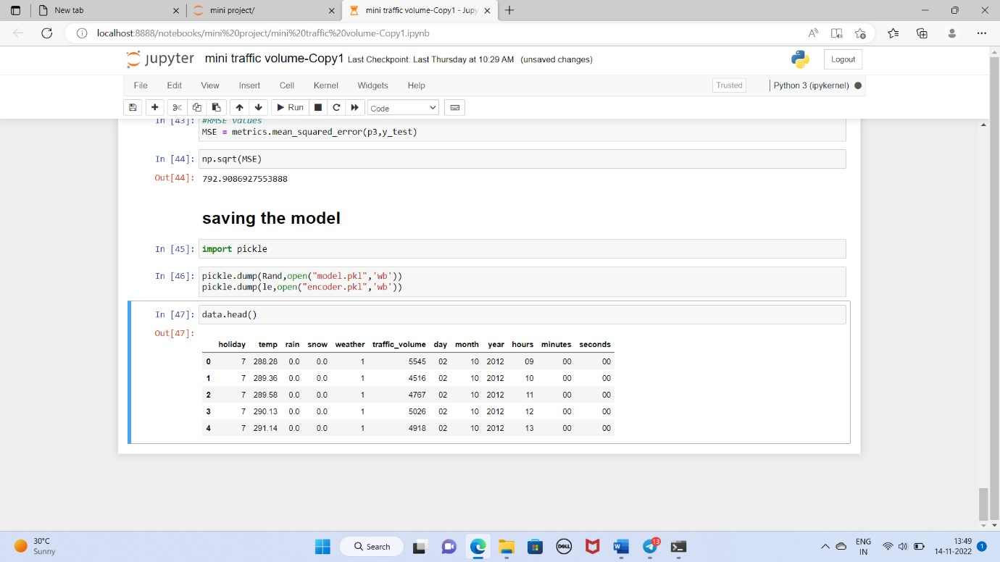 New tab
mini project/
mini traffic volume-Copy1 - Jupy
localhost:8888/notebooks/mini%20project/mini%20traffic%20volume-Copy1.ipynb
jupyter mini traffic volume-Copy1 Last Checkpoint: Last Thursday at 10:29 AM (unsaved changes)
Logout
File Edit View Insert Cell Kernel Widgets Help
Trusted
Python 3 (ipykernel)
Run
Code
In [43]: #RMSE values
MSE = metrics.mean_squared_error(p3,y_test)
In [44]: np.sqrt(MSE)
Out[44]: 792.9086927553888
saving the model
In [45]: import pickle
In [46]: pickle.dump(Rand,open("model.pkl",'wb'))
pickle.dump(le,open("encoder.pkl",'wb'))
In [47]: data.head()
Out[47]:
holiday temp rain snow weather traffic_volume day month year hours minutes seconds
0 7 288.28 0.0 0.0 1 5545 02 10 2012 09 00 00
1 7 289.36 0.0 0.0 1 4516 02 10 2012 10 00 00
2 7 289.58 0.0 0.0 1 4767 02 10 2012 11 00 00
3 7 290.13 0.0 0.0 1 5026 02 10 2012 12 00 00
4 7 291.14 0.0 0.0 1 4918 02 10 2012 13 00 00
30°C
Sunny
Search
DELL
W
13
ENG
IN
13:49
14-11-2022
1